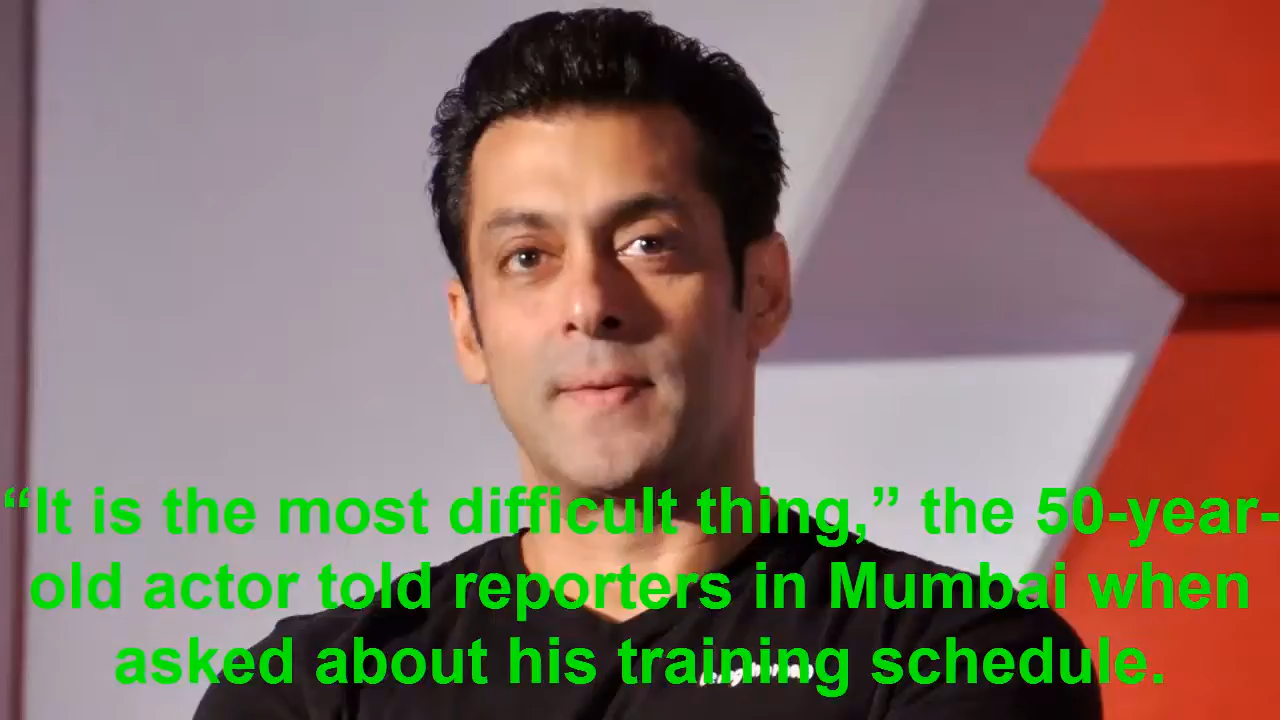 “It is the most difficult thing,” the 50-year-
old actor told reporters in Mumbai when
asked about his training schedule.